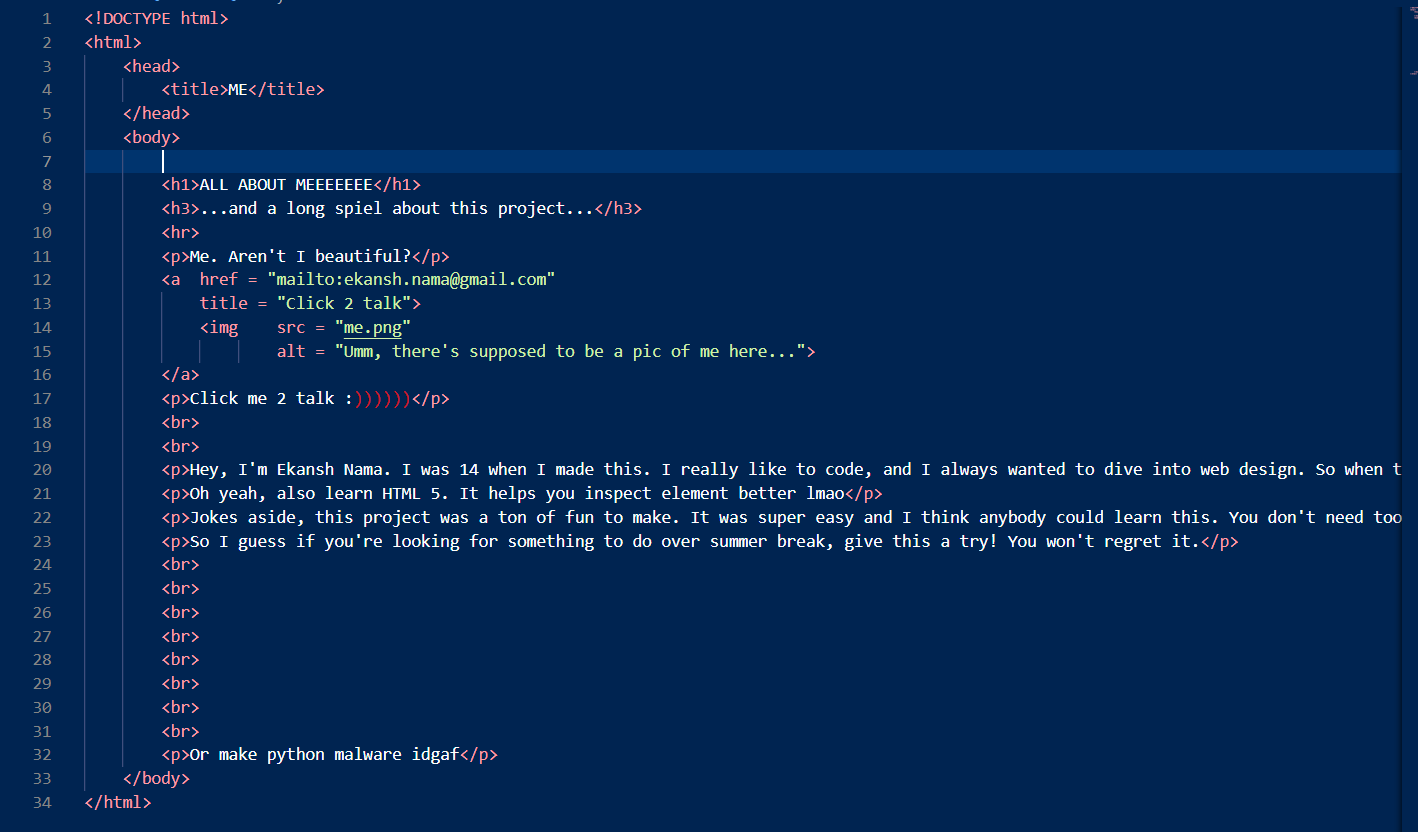 1 <!DOCTYPE html>
2 <html>
3 <head>
4 <title>ME</title>
5 </head>
6 <body>
7
8 <h1>ALL ABOUT MEEEEEEE</h1>
9 <h3>...and a long spiel about this project...</h3>
10 <hr>
11 <p>Me. Aren't I beautiful?</p>
12 <a  href = "mailto:ekansh.nama@gmail.com"
13 title = "Click 2 talk">
14 <img    src = "me.png"
15 alt = "Umm, there's supposed to be a pic of me here...">
16 </a>
17 <p>Click me 2 talk :))))))</p>
18 <br>
19 <br>
20 <p>Hey, I'm Ekansh Nama. I was 14 when I made this. I really like to code, and I always wanted to dive into web design. So when t
21 <p>Oh yeah, also learn HTML 5. It helps you inspect element better lmao</p>
22 <p>Jokes aside, this project was a ton of fun to make. It was super easy and I think anybody could learn this. You don't need too
23 <p>So I guess if you're looking for something to do over summer break, give this a try! You won't regret it.</p>
24 <br>
25 <br>
26 <br>
27 <br>
28 <br>
29 <br>
30 <br>
31 <br>
32 <p>Or make python malware idgaf</p>
33 </body>
34 </html>